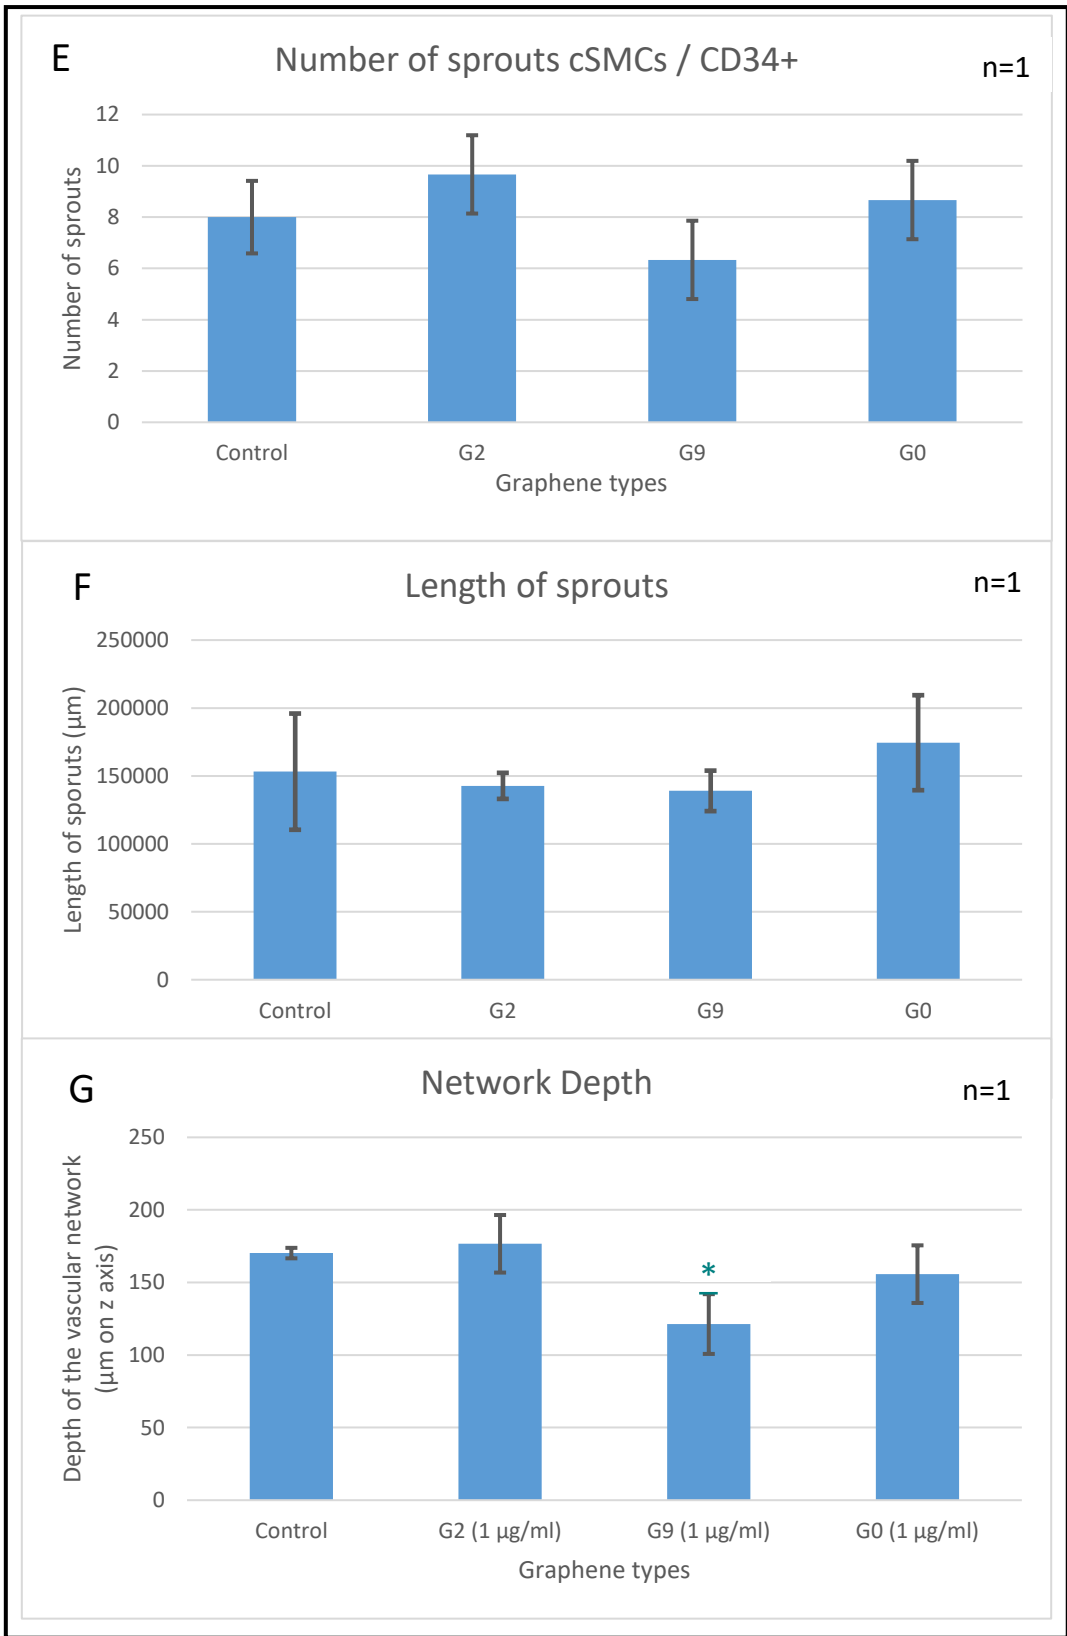 E
Number of sprouts cSMCs / CD34+
n=1
Number of sprouts
12
10
8
6
4
2
0
Control G2 G9 G0
Graphene types
F
Length of sprouts
n=1
Length of sporuts (µm)
250000
200000
150000
100000
50000
0
Control G2 G9 G0
G
Network Depth
n=1
Depth of the vascular network
(µm on z axis)
250
200
150
100
50
0
*
Control G2 (1 µg/ml) G9 (1 µg/ml) G0 (1 µg/ml)
Graphene types